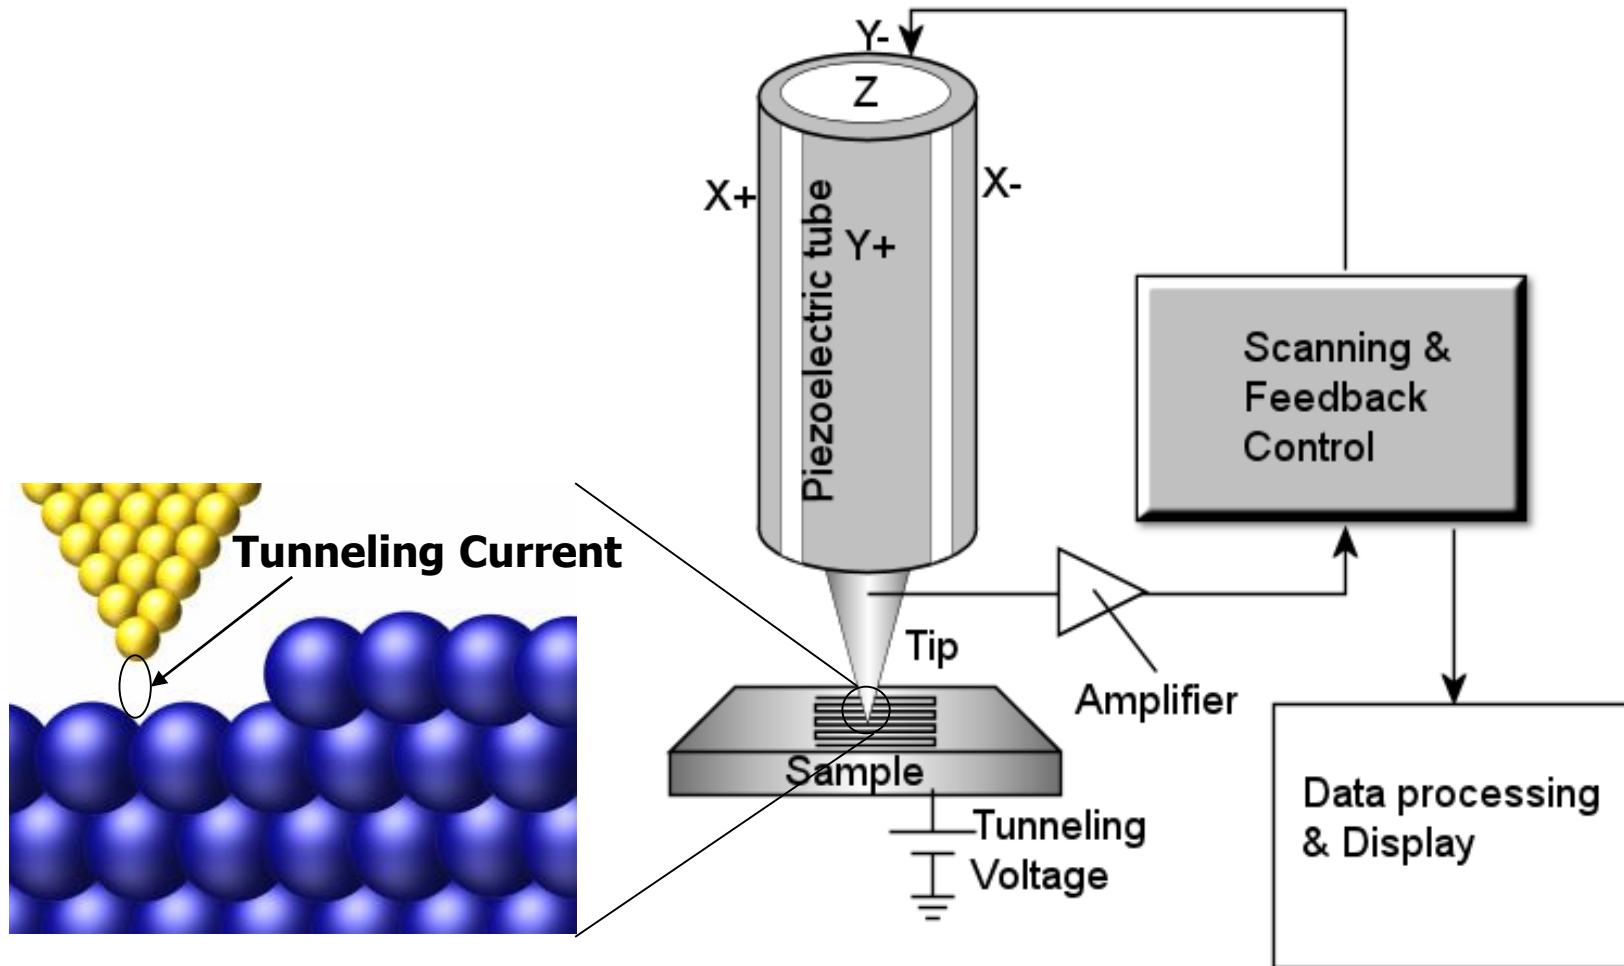 Y-
Z
X+
X-
Piezoelectric tube
Y+
Scanning &
Feedback
Control
Tunneling Current
Tip
Amplifier
Sample
Tunneling
Voltage
Data processing
& Display